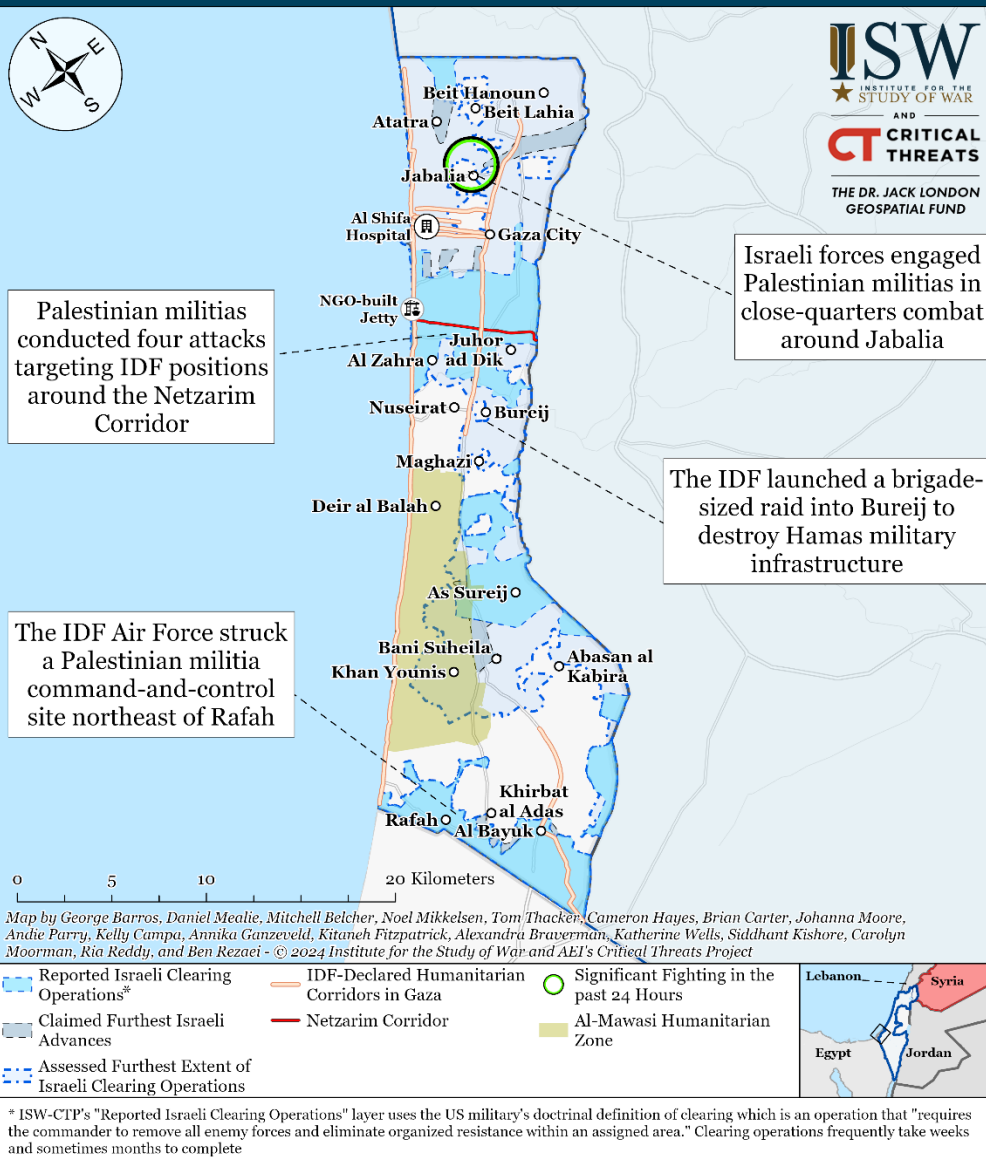 N
E
W
S
ISW
INSTITUTE FOR THE
STUDY OF WAR
AND
CT CRITICAL
THREATS
THE DR. JACK LONDON
GEOSPATIAL FUND
Beit Hanoun
Beit Lahia
Atatra
Jabalia
Al Shifa
Hospital
Gaza City
Israeli forces engaged
Palestinian militias in
close-quarters combat
around Jabalia
Palestinian militias
conducted four attacks
targeting IDF positions
around the Netzarim
Corridor
NGO-built
Jetty
Juhor
ad Dik
Al Zahra
Nuseirat
Bureij
Maghazi
The IDF launched a brigade-
sized raid into Bureij to
destroy Hamas military
infrastructure
Deir al Balah
As Sureij
The IDF Air Force struck
a Palestinian militia
command-and-control
site northeast of Rafah
Bani Suheila
Khan Younis
Abasan al
Kabira
Khirbat
al Adas
Rafah
Al Bayuk
0 5 10 20 Kilometers
Map by George Barros, Daniel Mealie, Mitchell Belcher, Noel Mikkelsen, Tom Thacker, Cameron Hayes, Brian Carter, Johanna Moore,
Andie Parry, Kelly Campa, Annika Ganzeveld, Kitaneh Fitzpatrick, Alexandra Braverman, Katherine Wells, Siddhant Kishore, Carolyn
Moorman, Ria Reddy, and Ben Rezaei - © 2024 Institute for the Study of War and AEI's Critical Threats Project
Reported Israeli Clearing
Operations*
Claimed Furthest Israeli
Advances
Assessed Furthest Extent of
Israeli Clearing Operations
IDF-Declared Humanitarian
Corridors in Gaza
Netzarim Corridor
Significant Fighting in the
past 24 Hours
Al-Mawasi Humanitarian
Zone
Lebanon
Syria
Egypt
Jordan
* ISW-CTP's "Reported Israeli Clearing Operations" layer uses the US military's doctrinal definition of clearing which is an operation that "requires
the commander to remove all enemy forces and eliminate organized resistance within an assigned area." Clearing operations frequently take weeks
and sometimes months to complete